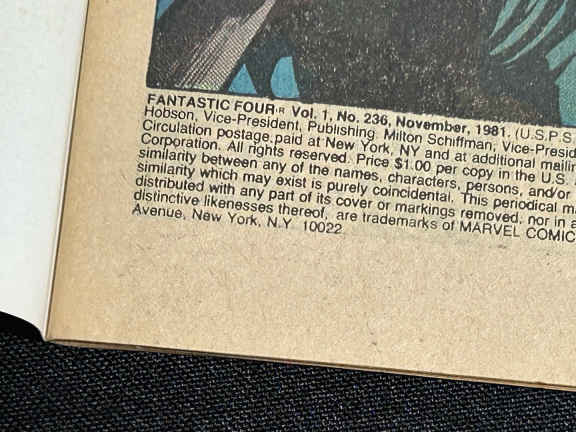 FANTASTIC FOUR® Vol. 1, No. 236, November, 1981. (U.S.P.S.
Hobson, Vice-President, Publishing. Milton Schiffman, Vice-Presid
Circulation postage paid at New York, NY and at additional mailin
Corporation. All rights reserved. Price $1.00 per copy in the U.S.
similarity between any of the names, characters, persons, and/or
similarity which may exist is purely coincidental. This periodical m
distributed with any part of its cover or markings removed, nor in a
distinctive likenesses thereof, are trademarks of MARVEL COMIC
Avenue, New York, N.Y. 10022.